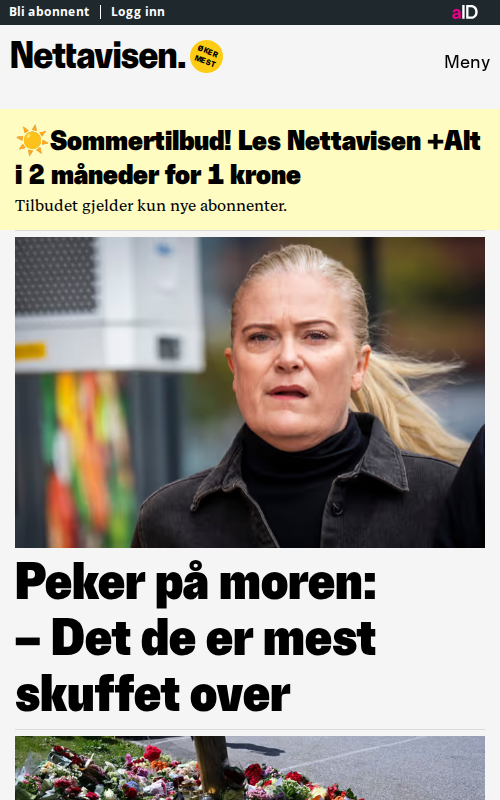 Bli abonnent | Logg inn
aID
Nettavisen.
ØKER
MEST
Meny
☀️Sommertilbud! Les Nettavisen +Alt
i 2 måneder for 1 krone
Tilbudet gjelder kun nye abonnenter.
Peker på moren:
– Det de er mest
skuffet over